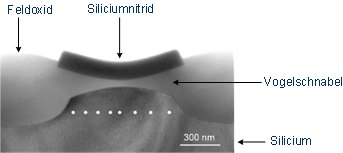 Feldoxid
Siliciumnitrid
Vogelschnabel
300 nm
Silicium